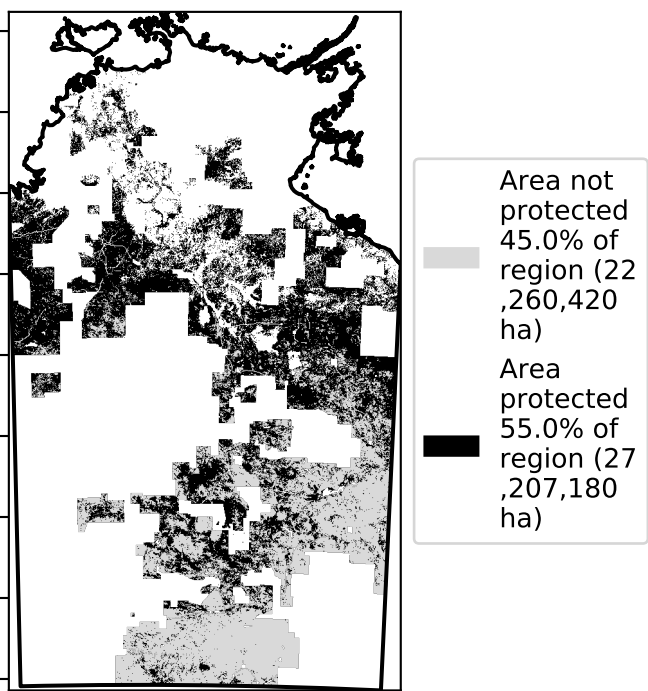 Area not
protected
45.0% of
region (22
,260,420
ha)
Area
protected
55.0% of
region (27
,207,180
ha)